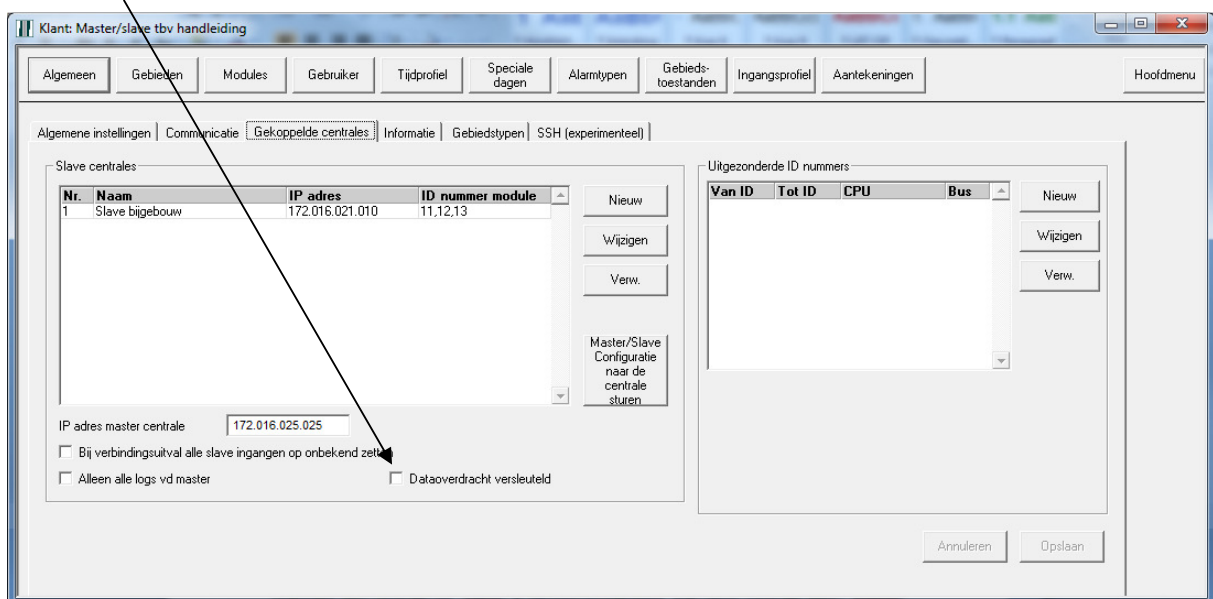 Klant: Master/slave tbv handleiding
Algemeen
Gebieden
Modules
Gebruiker
Tijdprofiel
Speciale
dagen
Alarmtypen
Gebieds-
toestanden
Ingangsprofiel
Aantekeningen
Hoofdmenu
Algemene instellingen
Communicatie
Gekoppelde centrales
Informatie
Gebiedstypen
SSH (experimenteel)
Slave centrales
Nr. Naam IP adres ID nummer module
1 Slave bijgebouw 172.016.021.010 11,12,13
Nieuw
Wijzigen
Verw.
Master/Slave
Configuratie
naar de
centrale
sturen
IP adres master centrale 172.016.025.025
Bij verbindingsuitval alle slave ingangen op onbekend zetten
Alleen alle logs vd master
Dataoverdracht versleuteld
Uitgezonderde ID nummers
Van ID Tot ID CPU Bus
Nieuw
Wijzigen
Verw.
Annuleren
Opslaan